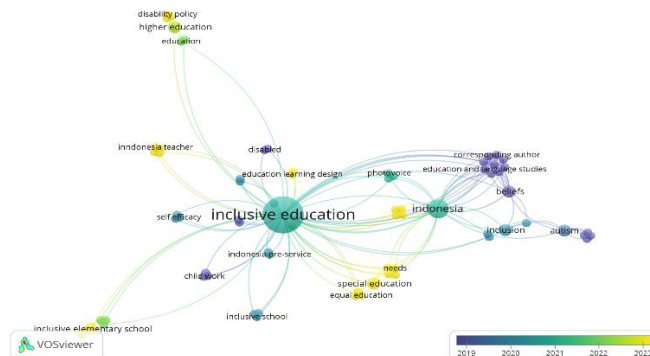 disability policy
higher education
education
inndonesia teacher
disabled
corresponding author
education and language studies
education learning design
photovoice
beliefs
self efficacy
inclusive education
indonesia
inclusion
autism
indonesia pre-service
child work
needs
special education
equal education
inclusive school
inclusive elementary school
VOSviewer
2019 2020 2021 2022 2023